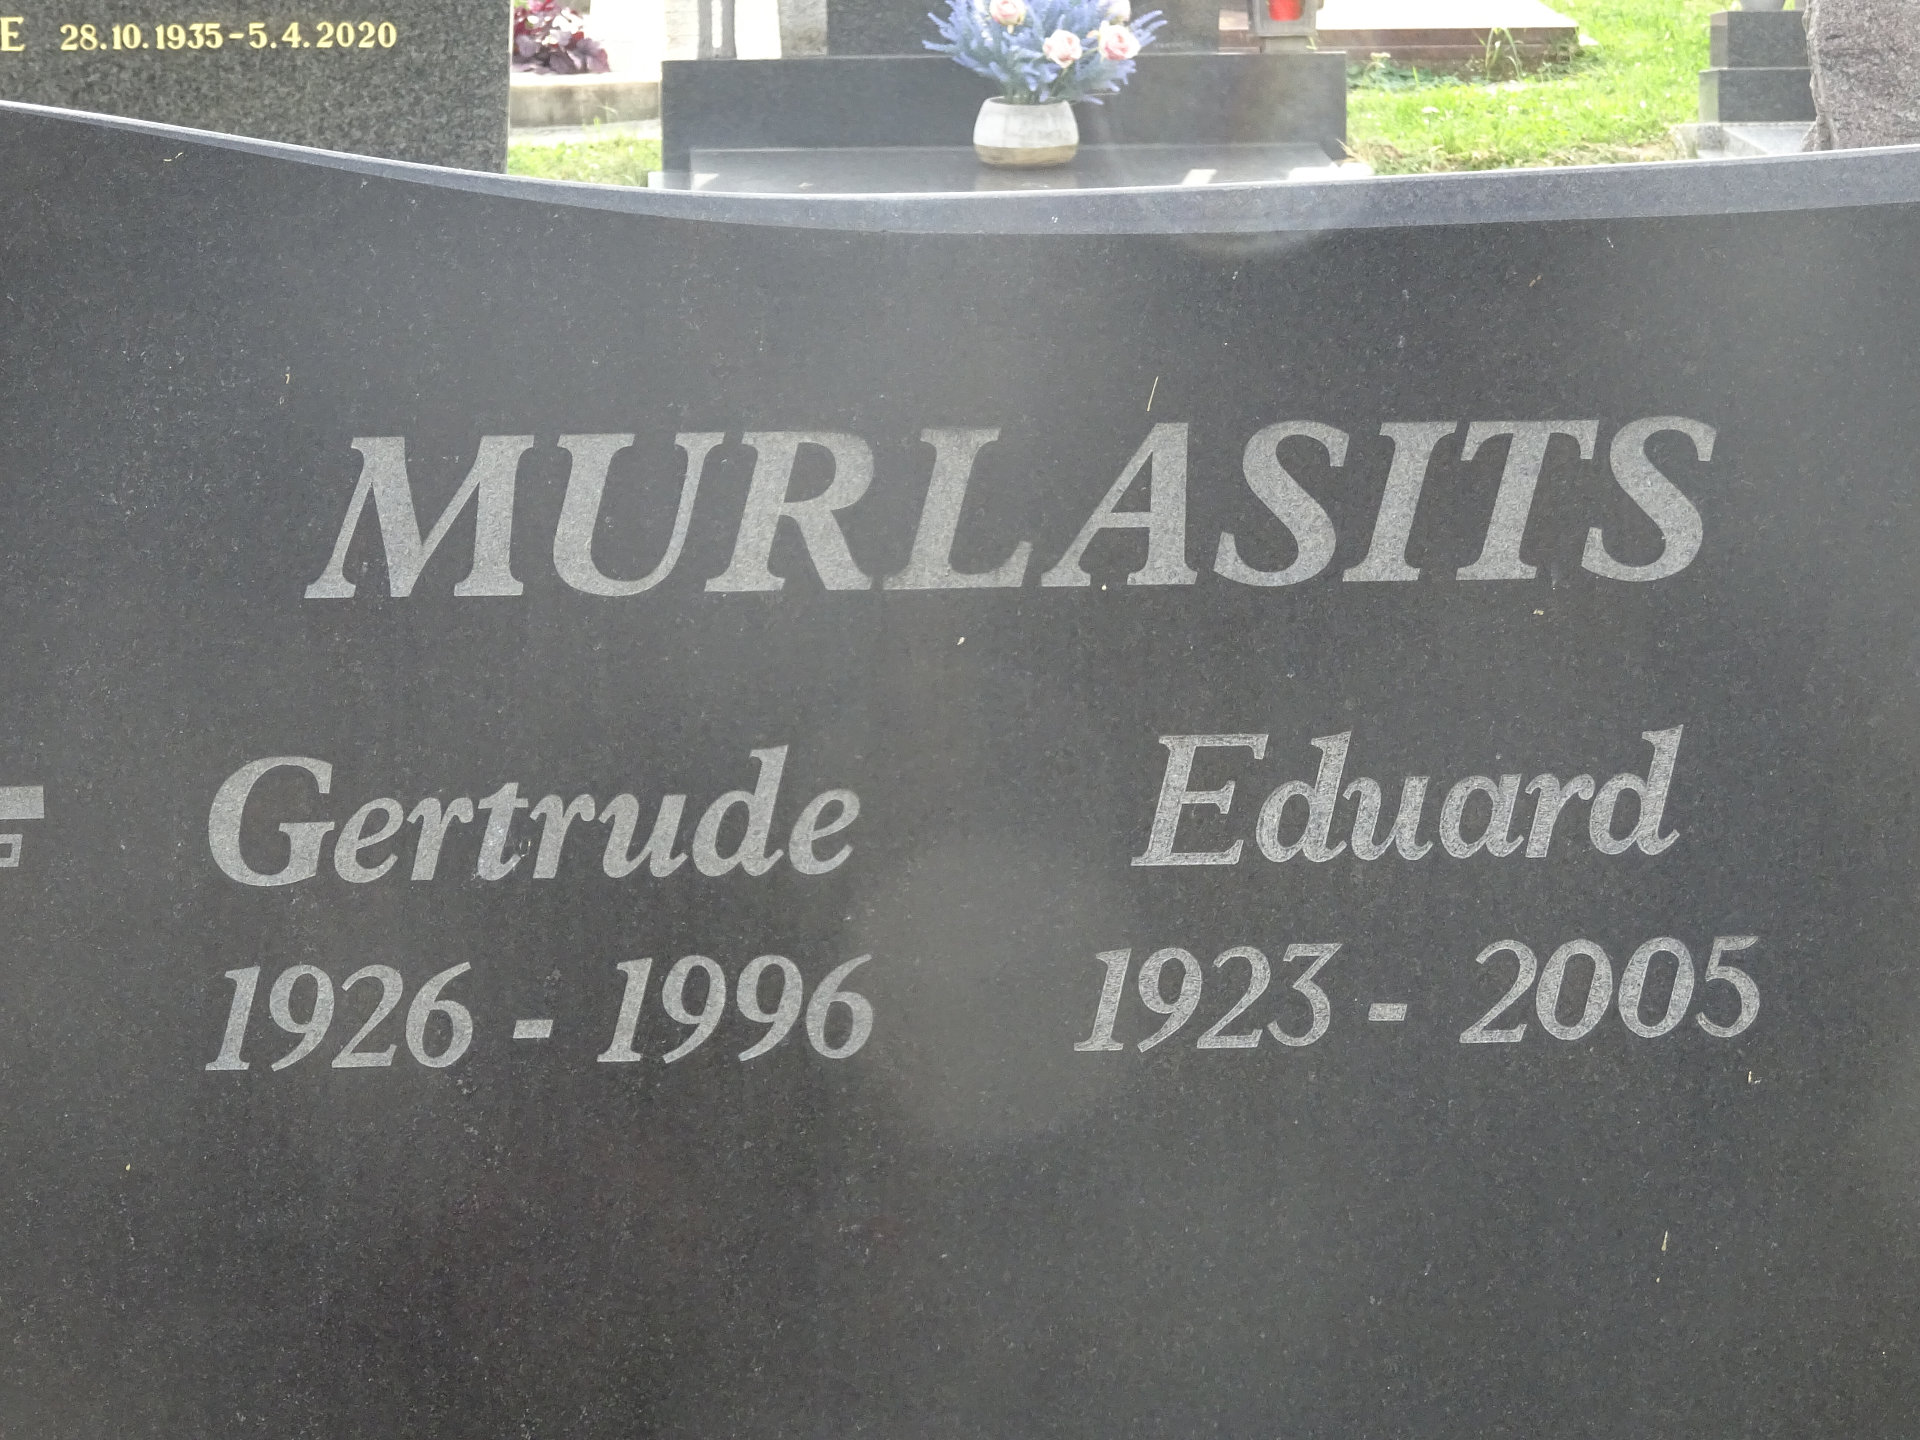 E 28.10.1935-5.4.2020
MURLASITS
Gertrude Eduard
1926 - 1996 1923 - 2005